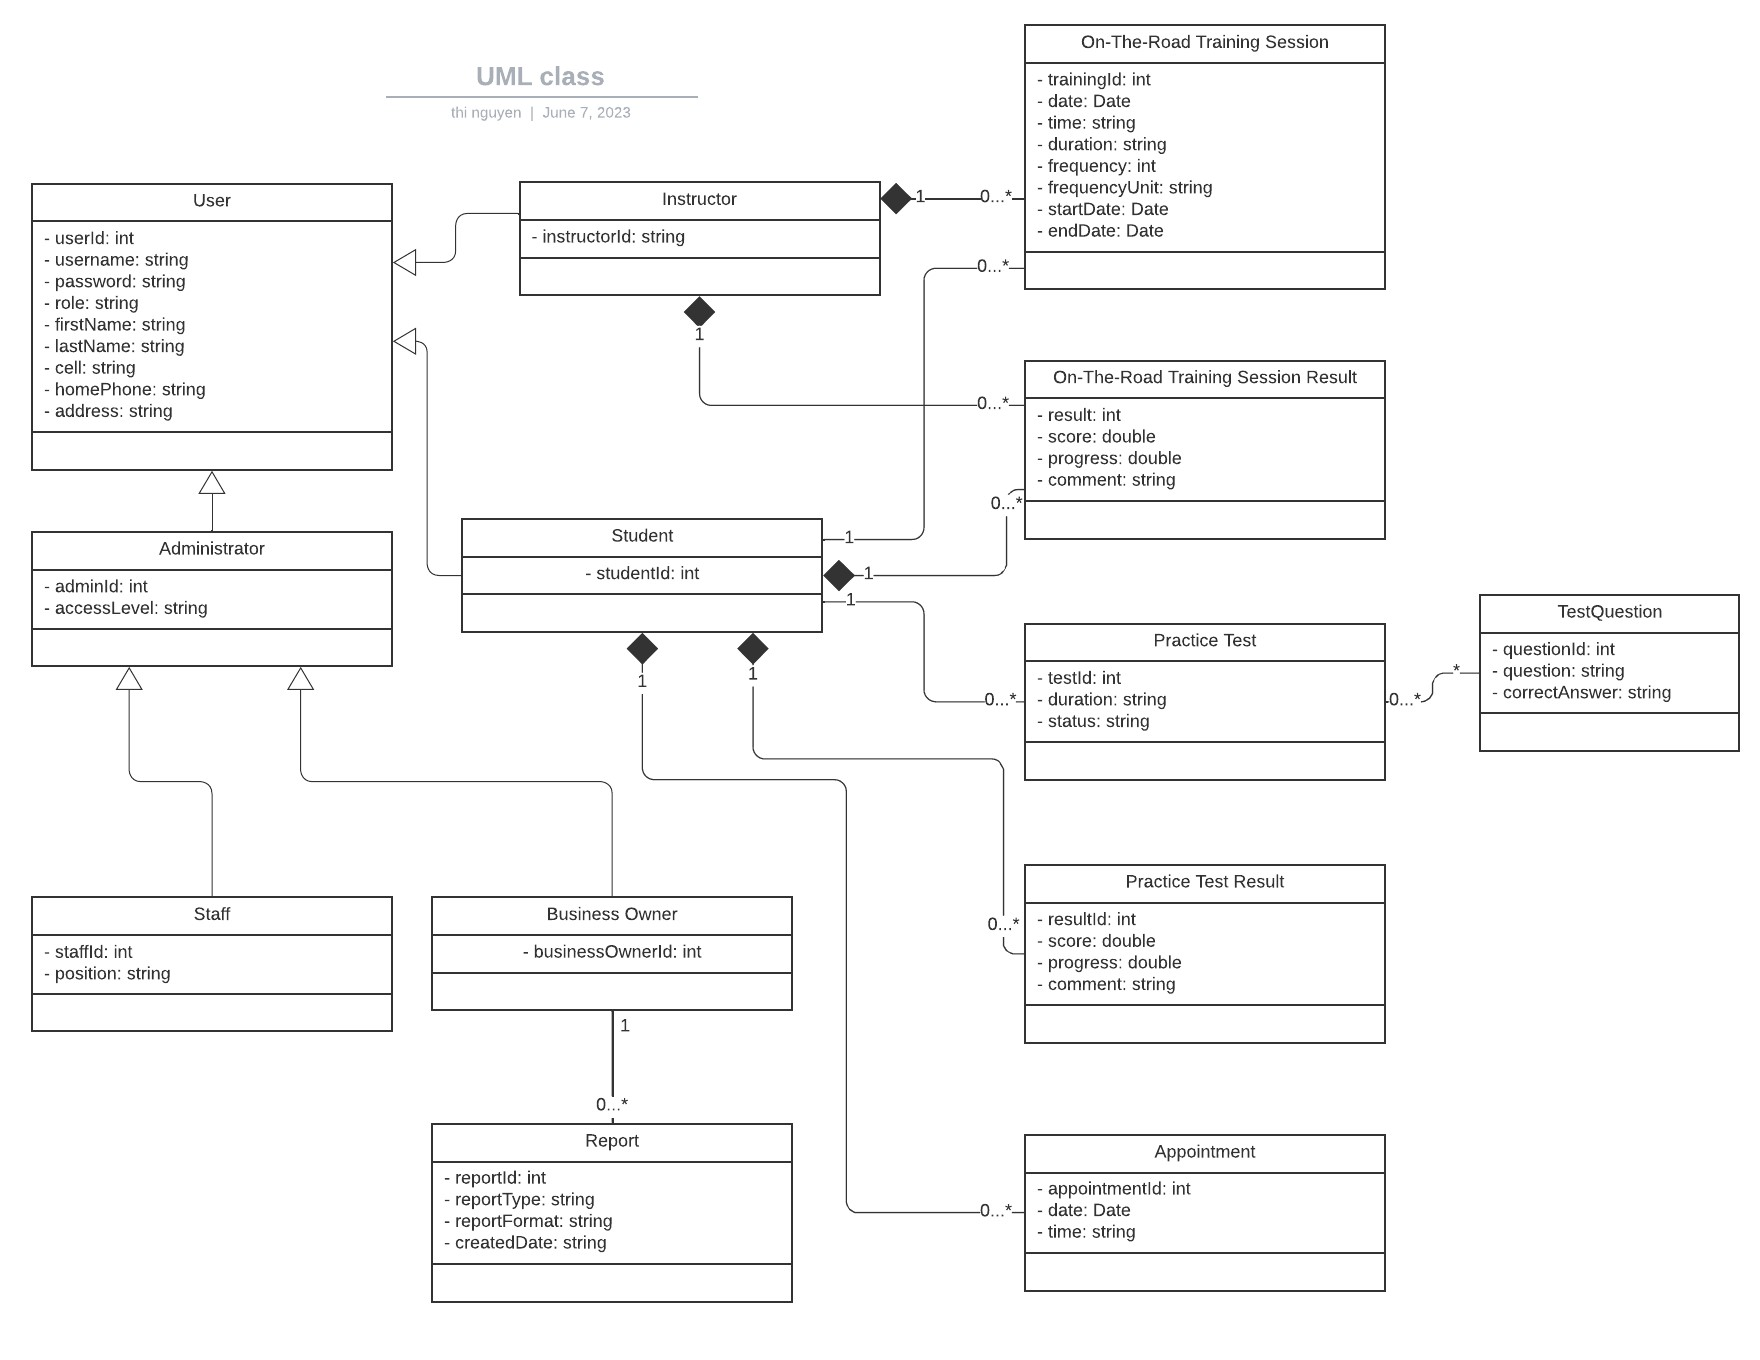 UML class
thi nguyen | June 7, 2023
User
- userId: int
- username: string
- password: string
- role: string
- firstName: string
- lastName: string
- cell: string
- homePhone: string
- address: string
Instructor
- instructorId: string
1
0...*
1
0...*
On-The-Road Training Session
- trainingId: int
- date: Date
- time: string
- duration: string
- frequency: int
- frequencyUnit: string
- startDate: Date
- endDate: Date
0...*
On-The-Road Training Session Result
- result: int
- score: double
- progress: double
- comment: string
0...*
Administrator
- adminId: int
- accessLevel: string
Student
- studentId: int
1
1
1
1
1
Practice Test
- testId: int
- duration: string
- status: string
0...*
0...*
*
TestQuestion
- questionId: int
- question: string
- correctAnswer: string
Practice Test Result
- resultId: int
- score: double
- progress: double
- comment: string
0...*
Staff
- staffId: int
- position: string
Business Owner
- businessOwnerId: int
1
0...*
Report
- reportId: int
- reportType: string
- reportFormat: string
- createdDate: string
0...*
Appointment
- appointmentId: int
- date: Date
- time: string